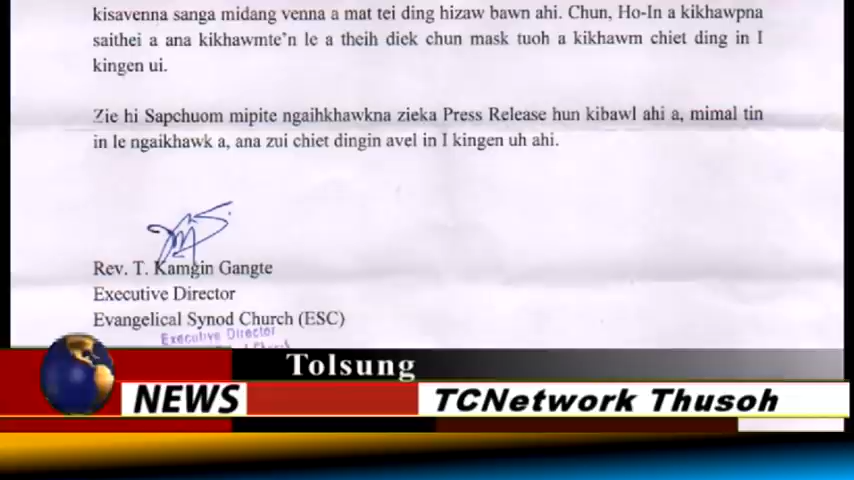 kisavenna sanga midang venna a mat tei ding hizaw bawn ahi. Chun, Ho-In a kikhawpna
saithei a ana kikhawmte'n le a theih diek chun mask tuoh a kikhawm chiet ding in I
kingen ui.
Zie hi Sapchuom mipite ngaihkhawkna zieka Press Release hun kibawl ahi a, mimal tin
in le ngaikhawk a, ana zui chiet dingin avel in I kingen uh ahi.
Rev. T. Kamgin Gangte
Executive Director
Evangelical Synod Church (ESC)
Executive Director
Tolsung
NEWS
TCNetwork Thusoh